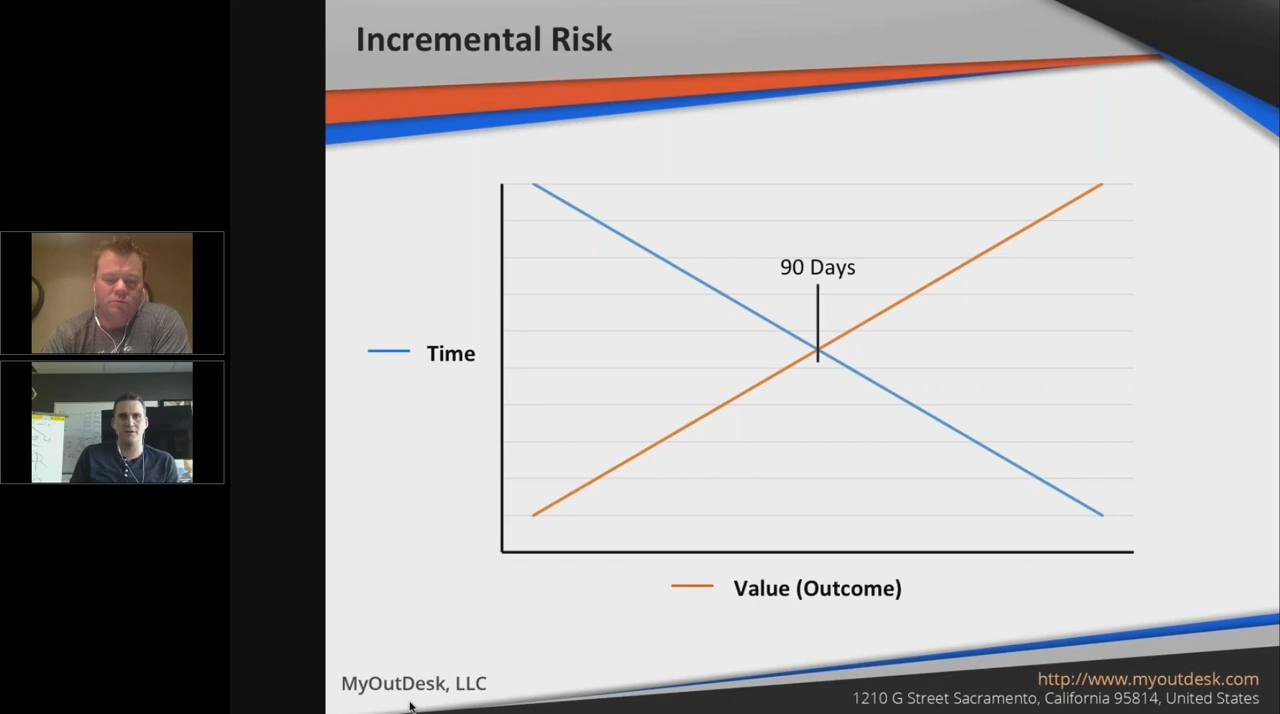 Incremental Risk
90 Days
Time
Value (Outcome)
MyOutDesk, LLC
http://www.myoutdesk.com
1210 G Street Sacramento, California 95814, United States